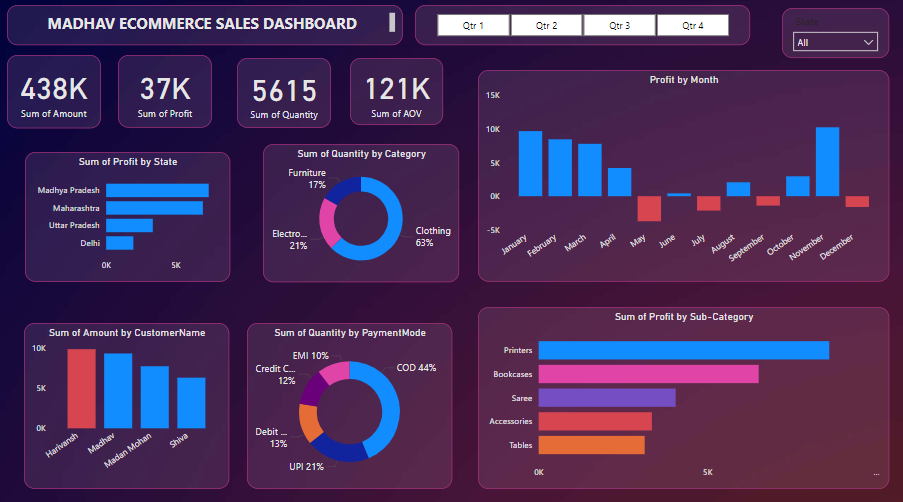 MADHAV ECOMMERCE SALES DASHBOARD
Qtr 1
Qtr 2
Qtr 3
Qtr 4
State
All
438K
Sum of Amount
37K
Sum of Profit
5615
Sum of Quantity
121K
Sum of AOV
Profit by Month
15K
10K
5K
0K
-5K
January
February
March
April
May
June
July
August
September
October
November
December
Sum of Profit by State
Madhya Pradesh
Maharashtra
Uttar Pradesh
Delhi
0K
5K
Sum of Quantity by Category
Furniture
17%
Electro...
21%
Clothing
63%
Sum of Amount by CustomerName
10K
5K
0K
Harivansh
Madhav
Madan Mohan
Shiva
Sum of Quantity by PaymentMode
EMI 10%
Credit C...
12%
Debit ...
13%
UPI 21%
COD 44%
Sum of Profit by Sub-Category
Printers
Bookcases
Saree
Accessories
Tables
0K
5K
...